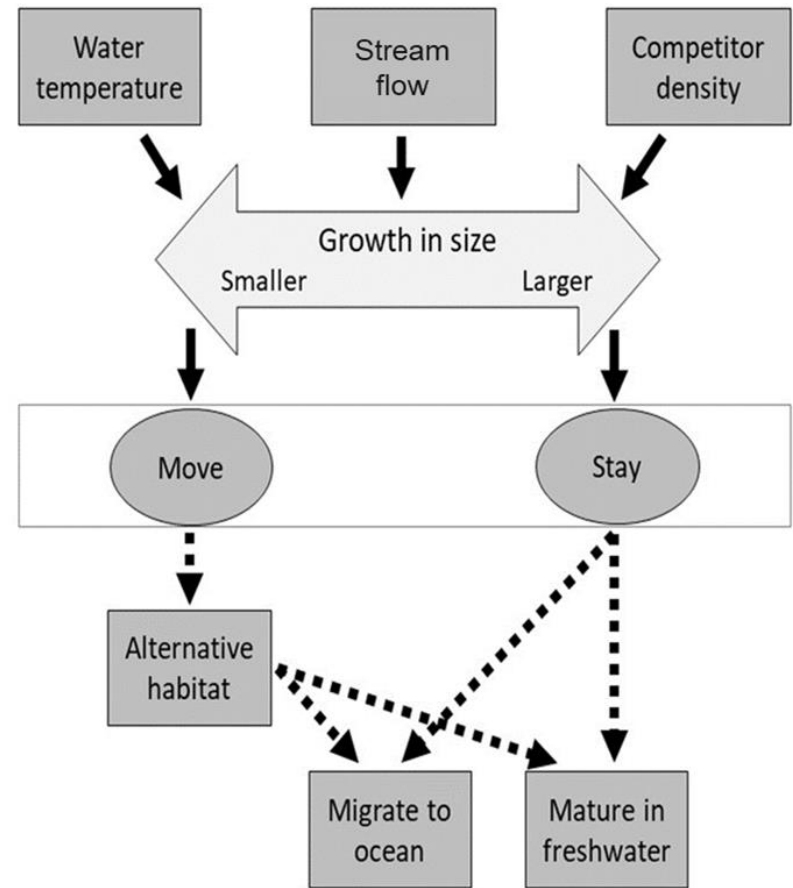 Water
temperature
Stream
flow
Competitor
density
Growth in size
Smaller
Larger
Move
Stay
Alternative
habitat
Migrate to
ocean
Mature in
freshwater